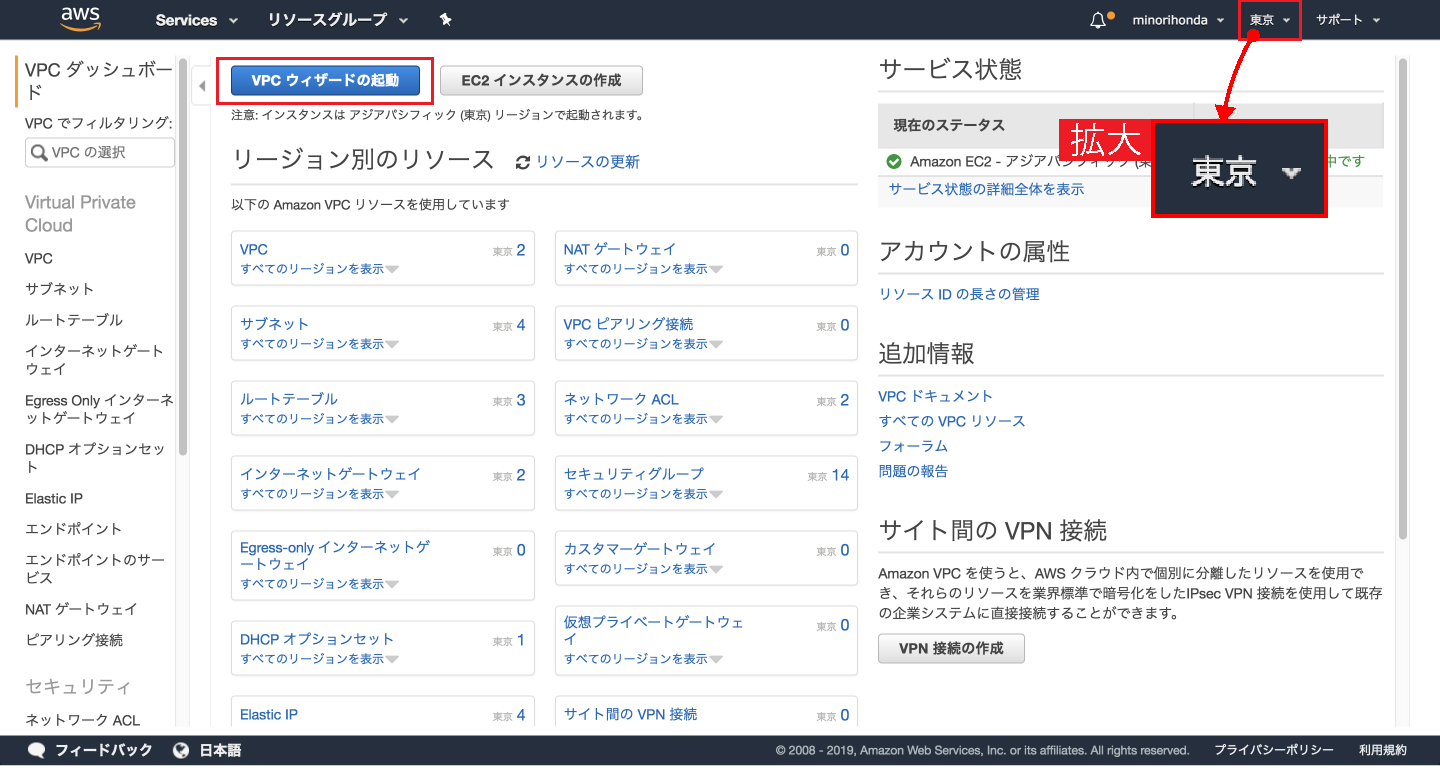 aws
Services
リソースグループ
minorihonda
東京
サポート
VPC ダッシュボー
ド
VPC でフィルタリング:
VPC の選択
Virtual Private
Cloud
VPC
サブネット
ルートテーブル
インターネットゲート
ウェイ
Egress Only インターネ
ットゲートウェイ
DHCP オプションセッ
ト
Elastic IP
エンドポイント
エンドポイントのサー
ビス
NAT ゲートウェイ
ピアリング接続
セキュリティ
ネットワーク ACL
VPC ウィザードの起動
EC2 インスタンスの作成
注意: インスタンスは アジアパシフィック (東京) リージョンで起動されます。
リージョン別のリソース
リソースの更新
以下の Amazon VPC リソースを使用しています
VPC 東京 2
すべてのリージョンを表示
NAT ゲートウェイ 東京 0
すべてのリージョンを表示
サブネット 東京 4
すべてのリージョンを表示
VPC ピアリング接続 東京 0
すべてのリージョンを表示
ルートテーブル 東京 3
すべてのリージョンを表示
ネットワーク ACL 東京 2
すべてのリージョンを表示
インターネットゲートウェイ 東京 2
すべてのリージョンを表示
セキュリティグループ 東京 14
すべてのリージョンを表示
Egress-only インターネットゲ 東京 0
ートウェイ
すべてのリージョンを表示
カスタマーゲートウェイ 東京 0
すべてのリージョンを表示
DHCP オプションセット 東京 1
すべてのリージョンを表示
仮想プライベートゲートウェ 東京 0
イ
すべてのリージョンを表示
Elastic IP 東京 4
サイト間の VPN 接続 東京 0
サービス状態
現在のステータス
拡大
東京
Amazon EC2 - アジアパシフィック (東 中です
サービス状態の詳細全体を表示
アカウントの属性
リソース ID の長さの管理
追加情報
VPC ドキュメント
すべての VPC リソース
フォーラム
問題の報告
サイト間の VPN 接続
Amazon VPC を使うと、AWS クラウド内で個別に分離したリソースを使用で
き、それらのリソースを業界標準で暗号化をしたIPsec VPN 接続を使用して既存
の企業システムに直接接続することができます。
VPN 接続の作成
フィードバック
日本語
© 2008 - 2019, Amazon Web Services, Inc. or its affiliates. All rights reserved.
プライバシーポリシー
利用規約